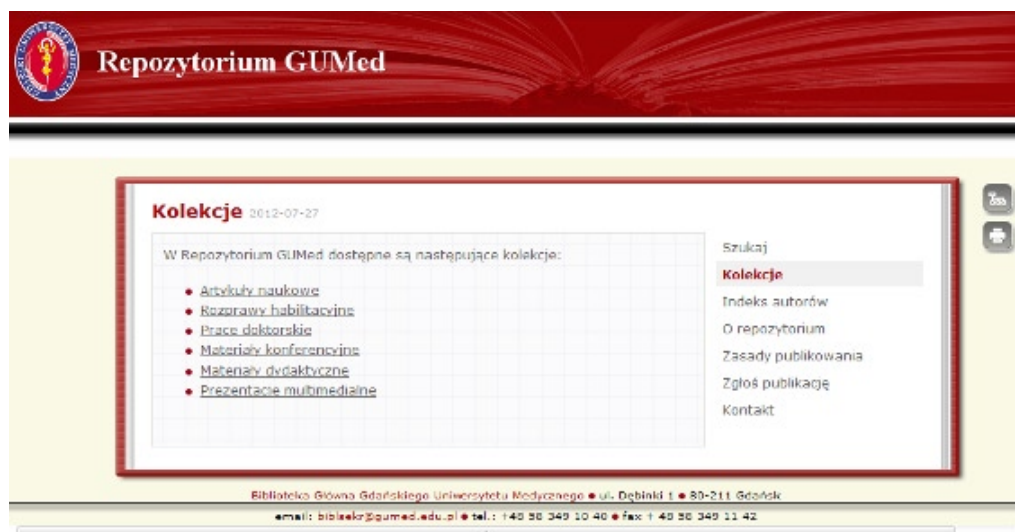 Repozytorium GUMed
Kolekcje 2012-07-27
W Repozytorium GUMed dostępne są następujące kolekcje:
Artykuły naukowe
Rozprawy habilitacyjne
Prace doktorskie
Materiały konferencyjne
Materiały dydaktyczne
Prezentacje multimedialne
Szukaj
Kolekcje
Indeks autorów
O repozytorium
Zasady publikowania
Zgłoś publikację
Kontakt
Biblioteka Główna Gdańskiego Uniwersytetu Medycznego • ul. Dębinki 1 • 80-211 Gdańsk
email: biblsekr@gumed.edu.pl • tel.: +48 58 349 10 40 • fax + 48 58 349 11 42